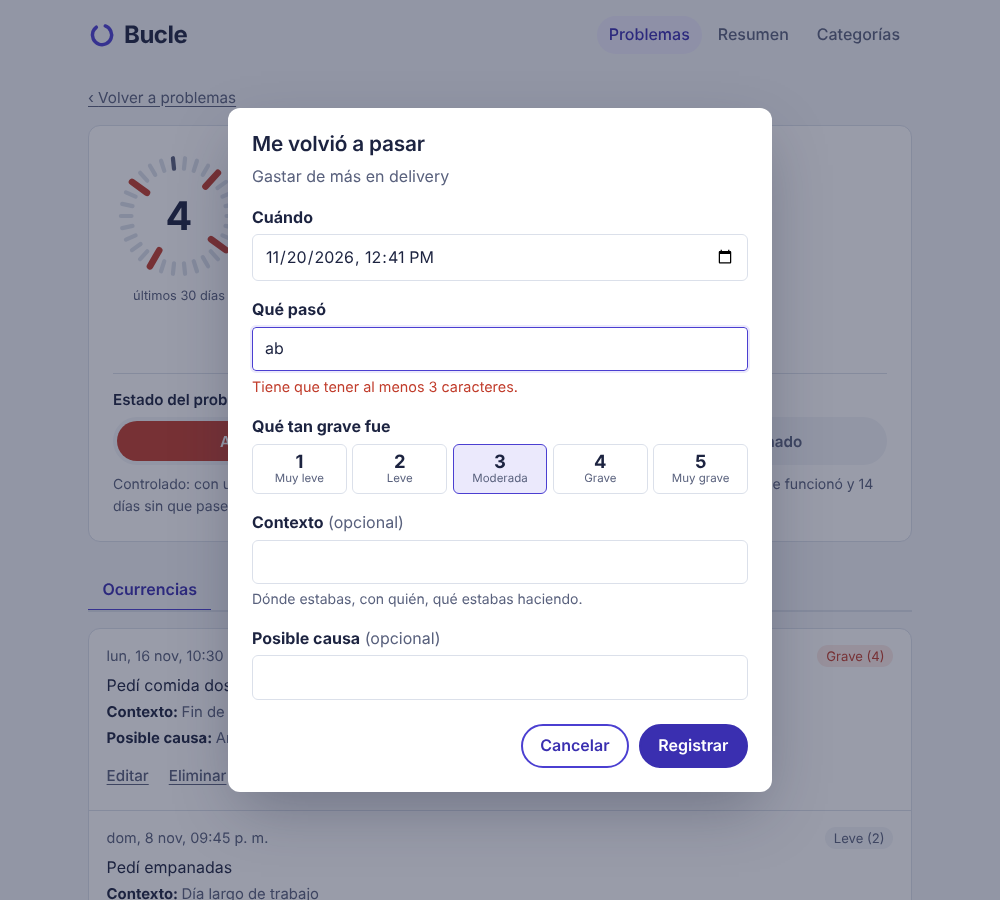 Bucle
Problemas
Resumen
Categorías
‹ Volver a problemas
Me volvió a pasar
Gastar de más en delivery
Cuándo
11/20/2026, 12:41 PM
Qué pasó
ab
Tiene que tener al menos 3 caracteres.
Qué tan grave fue
1
Muy leve
2
Leve
3
Moderada
4
Grave
5
Muy grave
Contexto (opcional)
Dónde estabas, con quién, qué estabas haciendo.
Posible causa (opcional)
Cancelar
Registrar
4
últimos 30 días
Estado del prob
Controlado: con
funcionó y 14
días sin que pase
Ocurrencias
lun, 16 nov, 10:30
Grave (4)
Pedí comida dos
Contexto: Fin de
Posible causa:
Editar
Eliminar
dom, 8 nov, 09:45 p. m.
Leve (2)
Pedí empanadas
Contexto: Día largo de trabajo